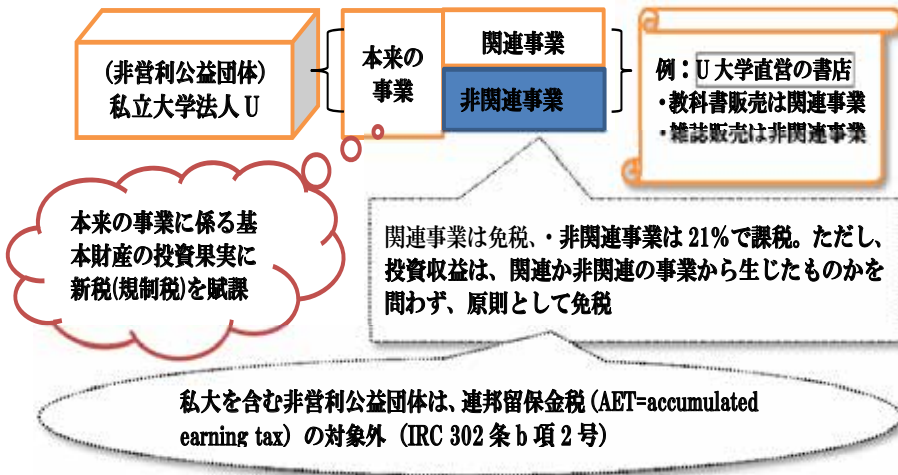 (非営利公益団体)
私立大学法人 U
本来の
事業
関連事業
非関連事業
例：U 大学直営の書店
・教科書販売は関連事業
・雑誌販売は非関連事業
本来の事業に係る基
本財産の投資果実に
新税(規制税)を賦課
関連事業は免税、・非関連事業は 21%で課税。ただし、
投資収益は、関連か非関連の事業から生じたものかを
問わず、原則として免税
私大を含む非営利公益団体は、連邦留保金税 (AET=accumulated
earning tax) の対象外 (IRC 302 条 b 項 2 号)